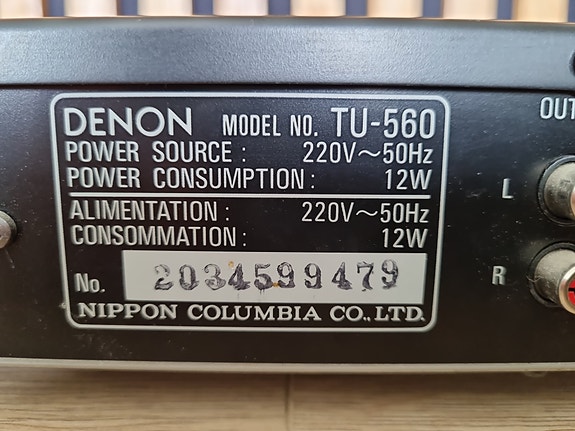 DENON MODEL NO. TU-560
POWER SOURCE : 220V~50Hz
POWER CONSUMPTION : 12W
ALIMENTATION : 220V~50Hz
CONSOMMATION : 12W
No. 2034599479
NIPPON COLUMBIA CO., LTD.
OUT
L
R